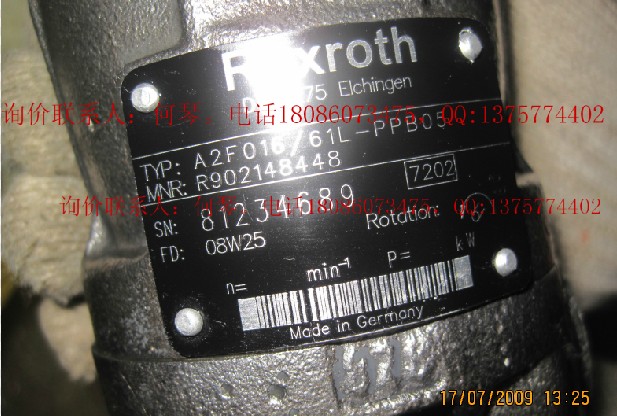 Rexroth
75 Elchingen
询价联系人：何琴，电话18086073475，QQ:1375774402
TYP: A2FO16/61L-PPB05
MNR: R902148448
7202
询价联系人：何琴，电话18086073475，QQ:1375774402
SN: 81234689
Rotation:
FD: 08W25
n= min-1 P= kW
Made in Germany
17/07/2009 13:25